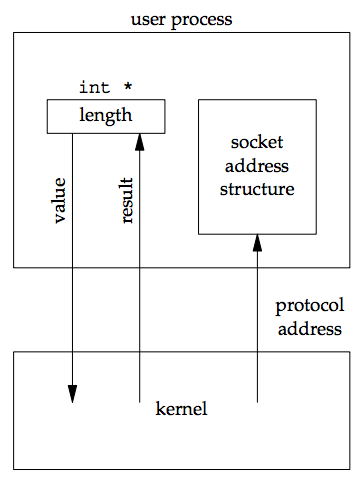 user process
int *
length
socket
address
structure
value
result
protocol
address
kernel